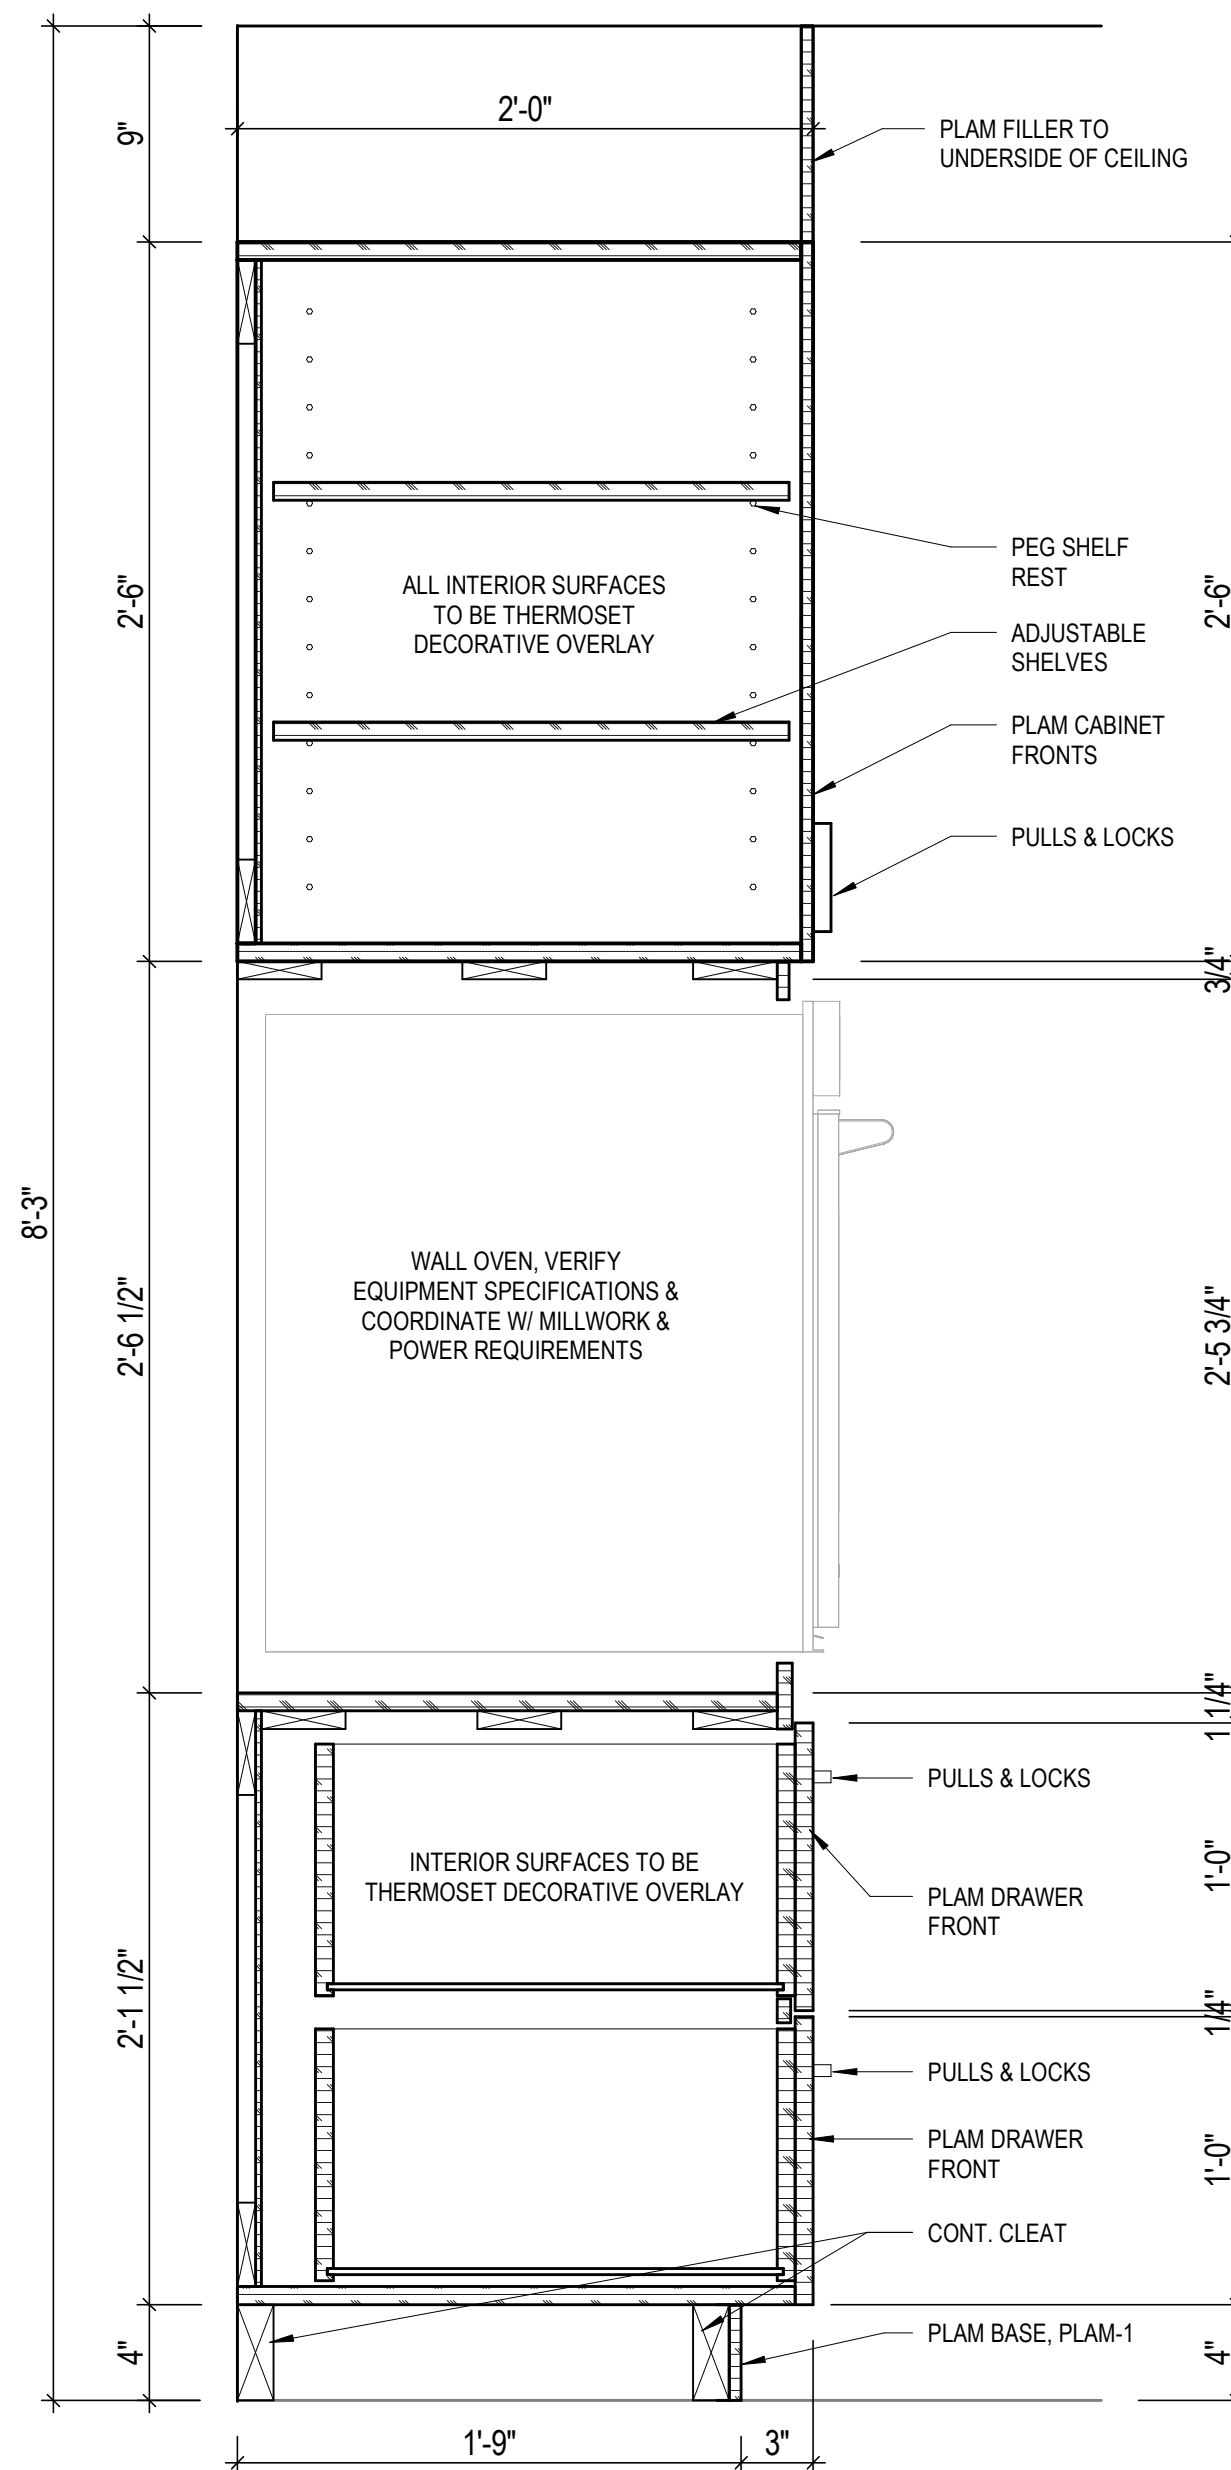 2'-0"
9"
PLAM FILLER TO
UNDERSIDE OF CEILING
PEG SHELF
REST
2'-6"
ALL INTERIOR SURFACES
TO BE THERMOSET
DECORATIVE OVERLAY
2'-6"
ADJUSTABLE
SHELVES
PLAM CABINET
FRONTS
PULLS & LOCKS
3/4"
8'-3"
2'-6 1/2"
WALL OVEN, VERIFY
EQUIPMENT SPECIFICATIONS &
COORDINATE W/ MILLWORK &
POWER REQUIREMENTS
2'-5 3/4"
1 1/4"
PULLS & LOCKS
INTERIOR SURFACES TO BE
THERMOSET DECORATIVE OVERLAY
1'-0"
PLAM DRAWER
FRONT
2'-1 1/2"
1/4"
PULLS & LOCKS
PLAM DRAWER
FRONT
1'-0"
CONT. CLEAT
4"
PLAM BASE, PLAM-1
4"
1'-9"
3"